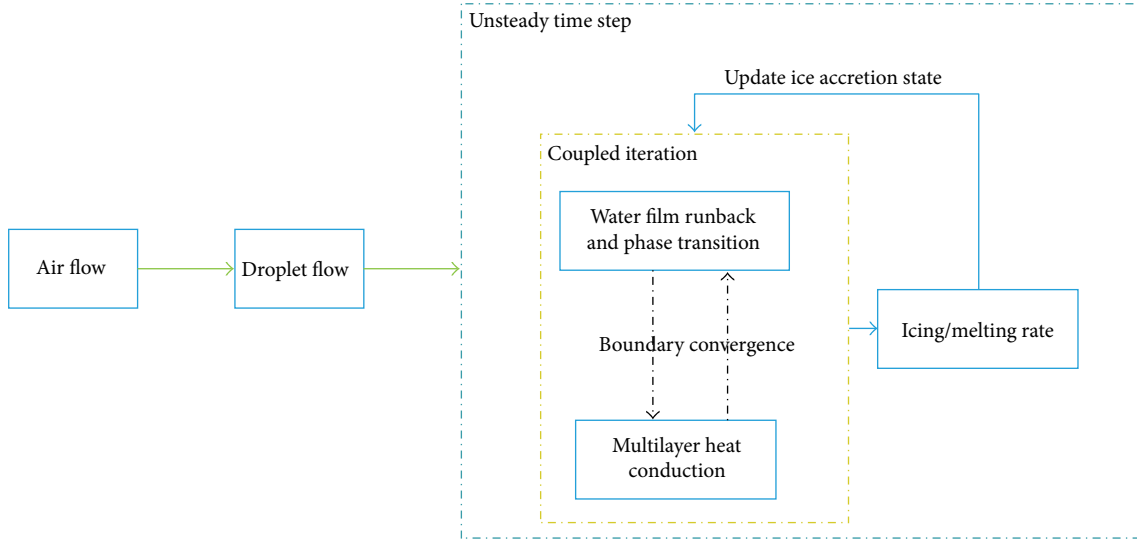 Unsteady time step
Update ice accretion state
Coupled iteration
Water film runback
and phase transition
Air flow
Droplet flow
Icing/melting rate
Boundary convergence
Multilayer heat
conduction